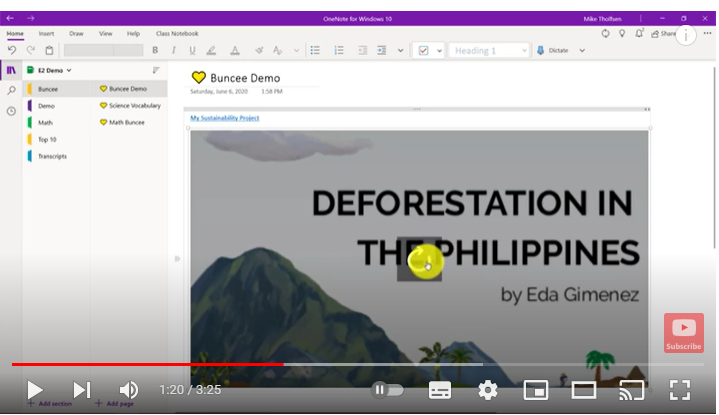 OneNote for Windows 10
Mike Tholfsen
Home Insert Draw View Help Class Notebook
Share
B I U A
Heading 1
Dictate
E2 Demo
Buncee
Demo
Math
Top 10
Transcripts
Buncee Demo
Science Vocabulary
Math Buncee
Buncee Demo
Saturday, June 6, 2020 1:58 PM
My Sustainability Project
DEFORESTATION IN
THE PHILIPPINES
by Eda Gimenez
Subscribe
1:20 / 3:25
+ Add section + Add page